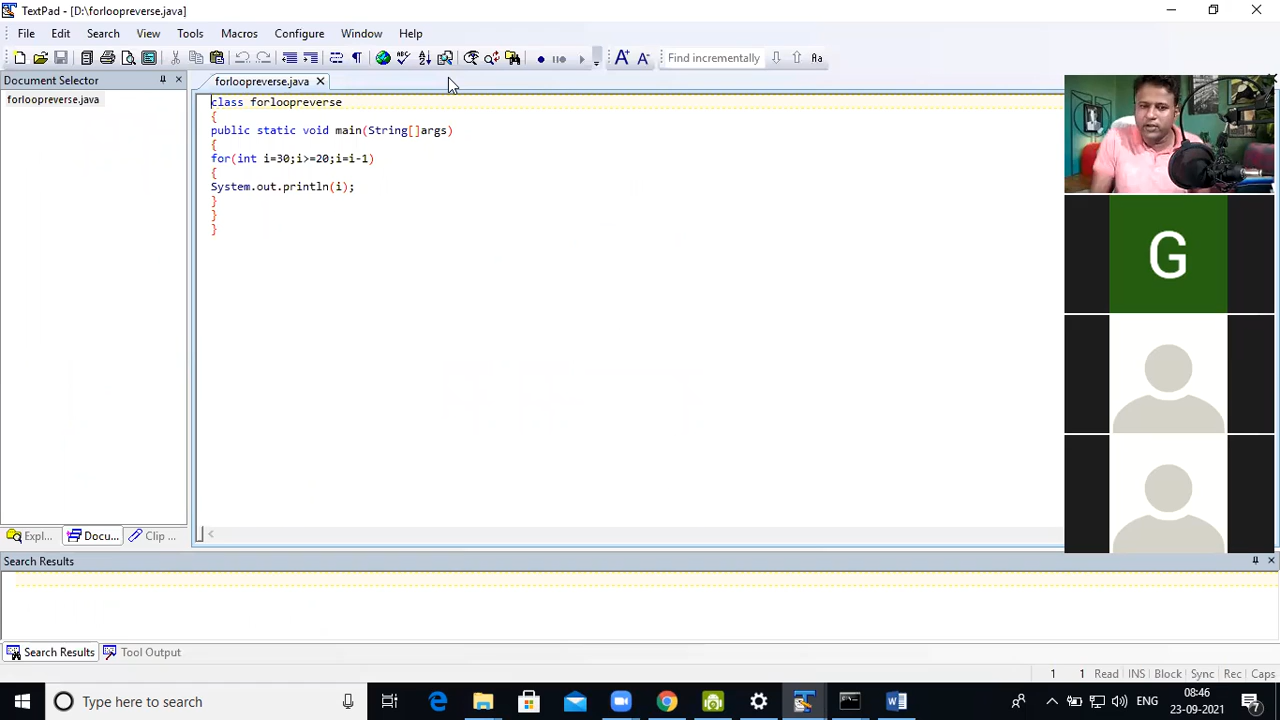 TextPad - [D:\forloopreverse.java]
File Edit Search View Tools Macros Configure Window Help
Find incrementally
Document Selector
forloopreverse.java
forloopreverse.java
class forloopreverse
{
public static void main(String[]args)
{
for(int i=30;i>=20;i=i-1)
{
System.out.println(i);
}
}
}
G
Expl... Docu... Clip ...
Search Results
Search Results Tool Output
1 1 Read INS Block Sync Rec Caps
Type here to search
ENG
08:46
23-09-2021
7